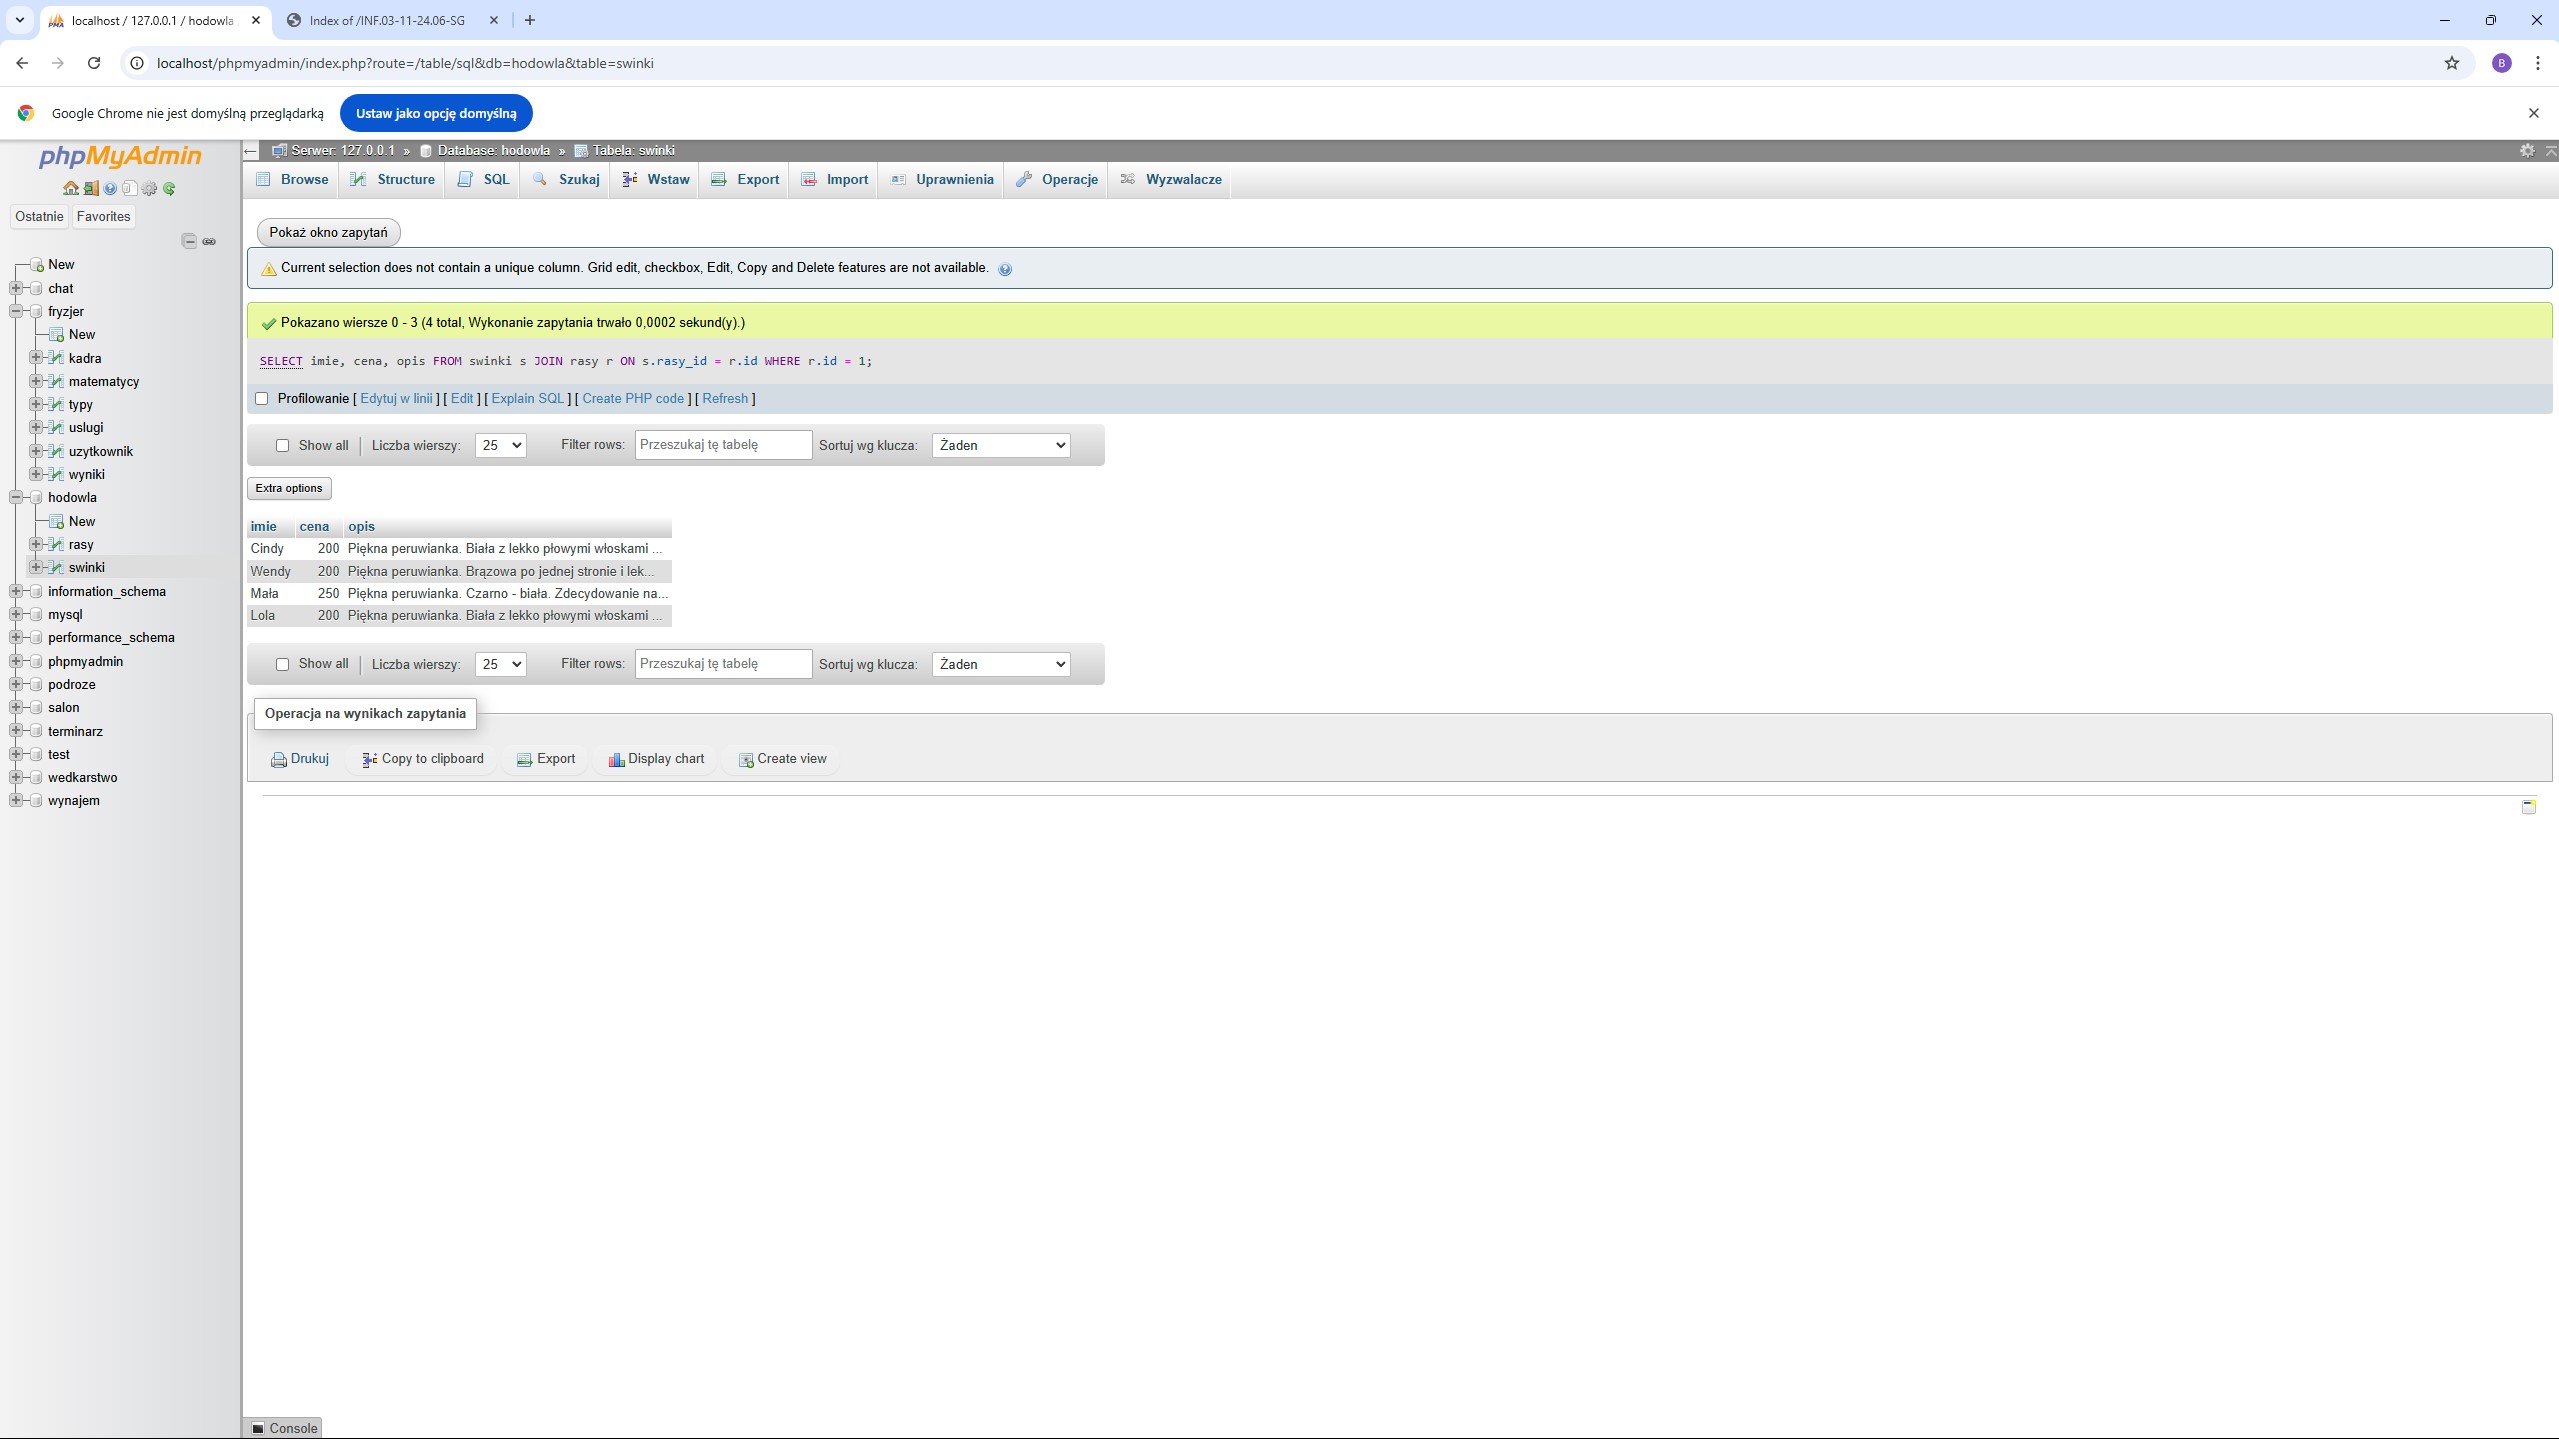 localhost / 127.0.0.1 / hodowla
Index of /INF.03-11-24.06-SG
localhost/phpmyadmin/index.php?route=/table/sql&db=hodowla&table=swinki
B
Google Chrome nie jest domyślną przeglądarką
Ustaw jako opcję domyślną
phpMyAdmin
Ostatnie
Favorites
New
chat
fryzjer
New
kadra
matematycy
typy
uslugi
uzytkownik
wyniki
hodowla
New
rasy
swinki
information_schema
mysql
performance_schema
phpmyadmin
podroze
salon
terminarz
test
wedkarstwo
wynajem
Serwer: 127.0.0.1 » Database: hodowla » Tabela: swinki
Browse Structure SQL Szukaj Wstaw Export Import Uprawnienia Operacje Wyzwalacze
Pokaż okno zapytań
Current selection does not contain a unique column. Grid edit, checkbox, Edit, Copy and Delete features are not available.
Pokazano wiersze 0 - 3 (4 total, Wykonanie zapytania trwało 0,0002 sekund(y).)
SELECT imie, cena, opis FROM swinki s JOIN rasy r ON s.rasy_id = r.id WHERE r.id = 1;
Profilowanie [ Edytuj w linii ] [ Edit ] [ Explain SQL ] [ Create PHP code ] [ Refresh ]
Show all | Liczba wierszy: 25 Filter rows: Przeszukaj tę tabelę Sortuj wg klucza: Żaden
Extra options
imie cena opis
Cindy 200 Piękna peruwianka. Biała z lekko płowymi włoskami ...
Wendy 200 Piękna peruwianka. Brązowa po jednej stronie i lek...
Mała 250 Piękna peruwianka. Czarno - biała. Zdecydowanie na...
Lola 200 Piękna peruwianka. Biała z lekko płowymi włoskami ...
Show all | Liczba wierszy: 25 Filter rows: Przeszukaj tę tabelę Sortuj wg klucza: Żaden
Operacja na wynikach zapytania
Drukuj Copy to clipboard Export Display chart Create view
Console